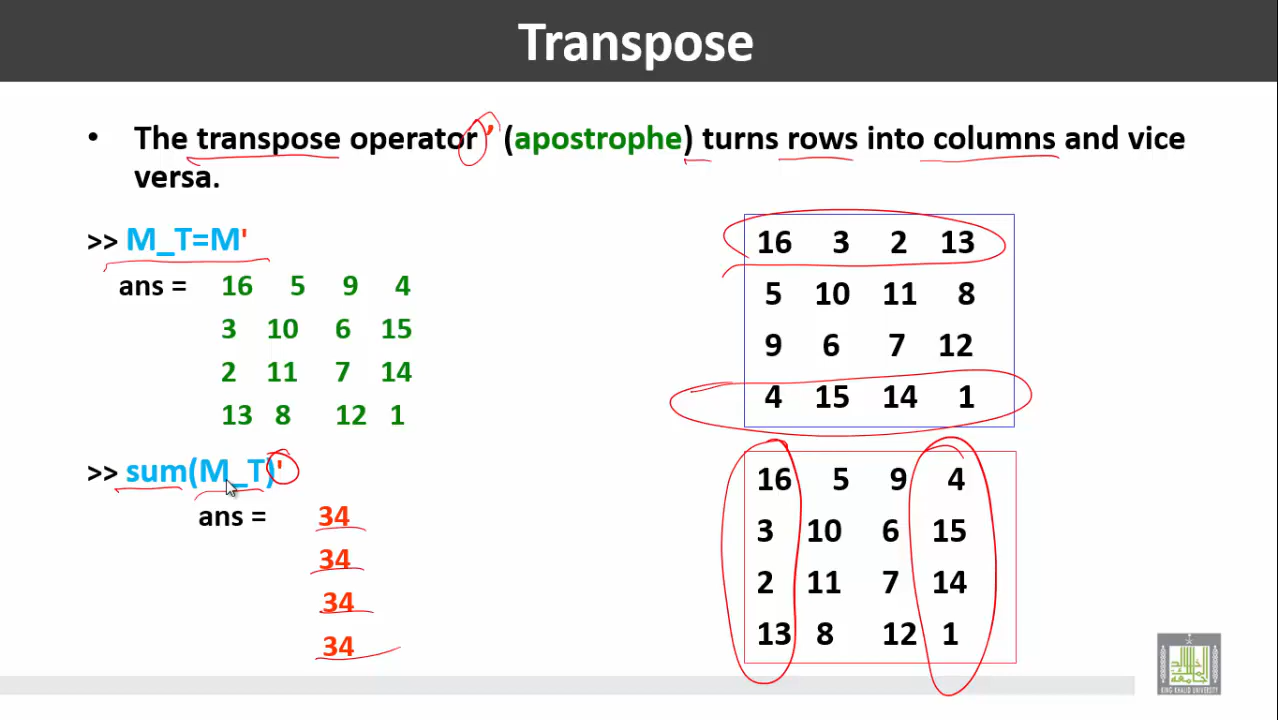 Transpose
• The transpose operator ' (apostrophe) turns rows into columns and vice
versa.
>> M_T=M'
ans = 16 5 9 4
3 10 6 15
2 11 7 14
13 8 12 1
>> sum(M_T)'
ans = 34
34
34
34
16 3 2 13
5 10 11 8
9 6 7 12
4 15 14 1
16 5 9 4
3 10 6 15
2 11 7 14
13 8 12 1
KING KHALID UNIVERSITY